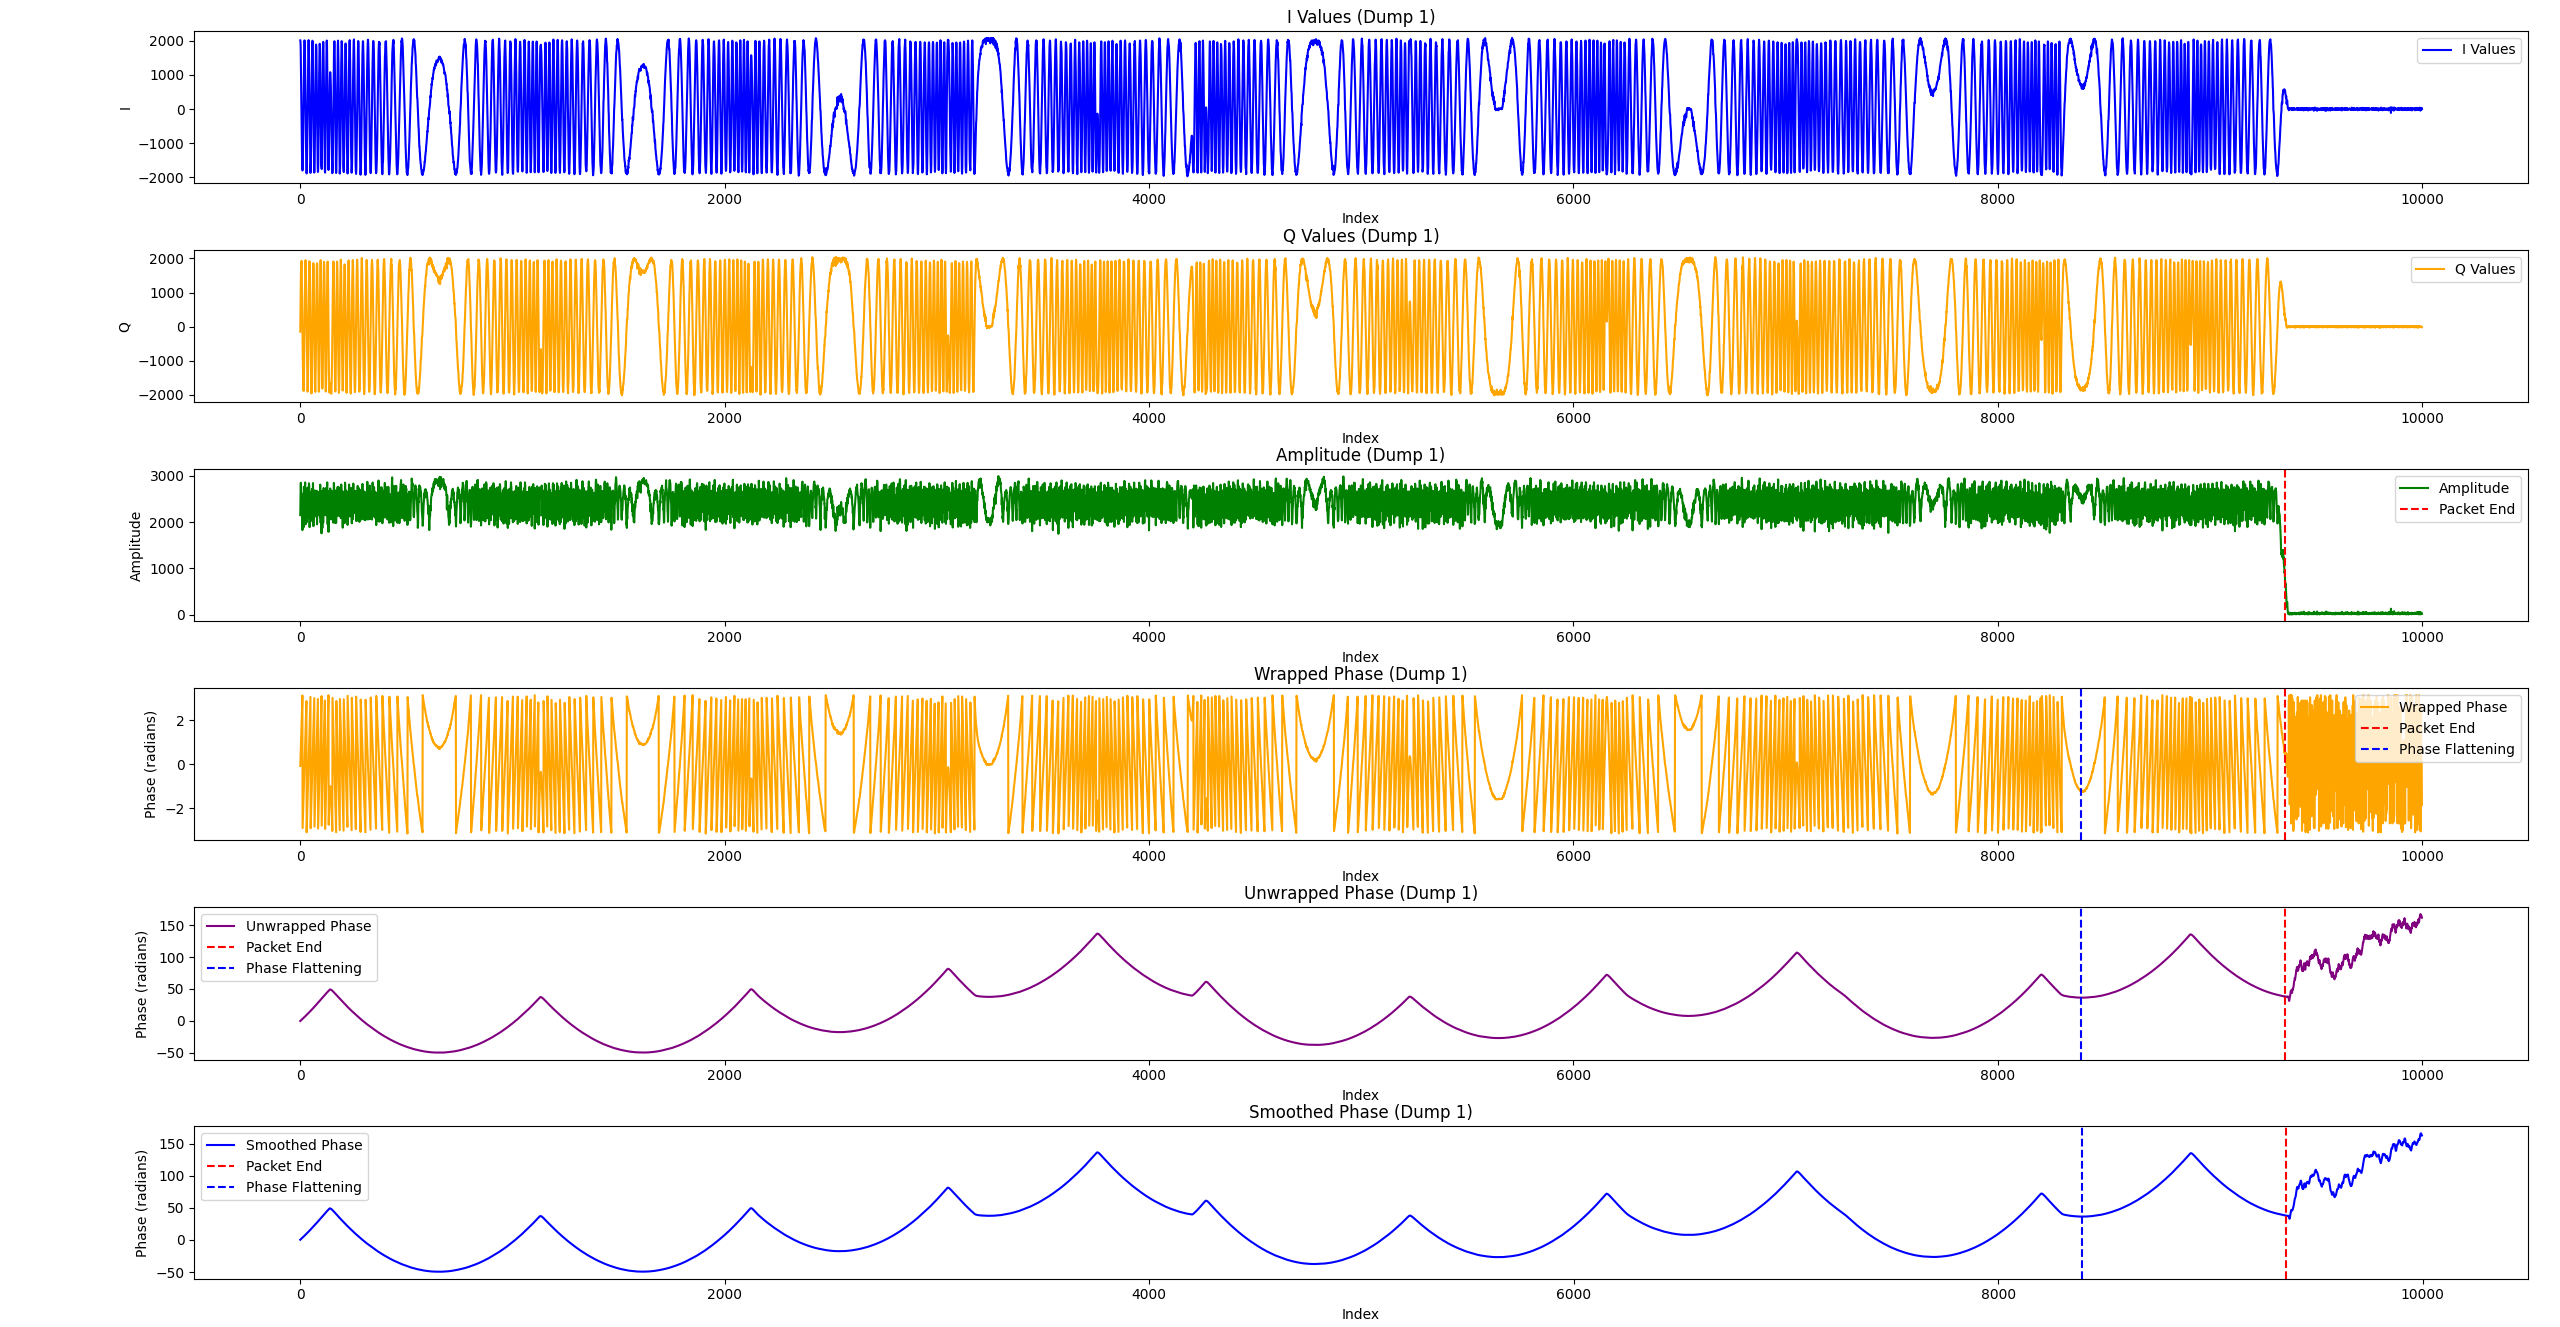 I Values (Dump 1)
2000
1000
0
−1000
−2000
I
I Values
0 2000 4000 6000 8000 10000
Index
Q Values (Dump 1)
2000
1000
0
−1000
−2000
Q
Q Values
0 2000 4000 6000 8000 10000
Index
Amplitude (Dump 1)
3000
2000
1000
0
Amplitude
Amplitude
Packet End
0 2000 4000 6000 8000 10000
Index
Wrapped Phase (Dump 1)
2
0
−2
Phase (radians)
Wrapped Phase
Packet End
Phase Flattening
0 2000 4000 6000 8000 10000
Index
Unwrapped Phase (Dump 1)
150
100
50
0
−50
Phase (radians)
Unwrapped Phase
Packet End
Phase Flattening
0 2000 4000 6000 8000 10000
Index
Smoothed Phase (Dump 1)
150
100
50
0
−50
Phase (radians)
Smoothed Phase
Packet End
Phase Flattening
0 2000 4000 6000 8000 10000
Index